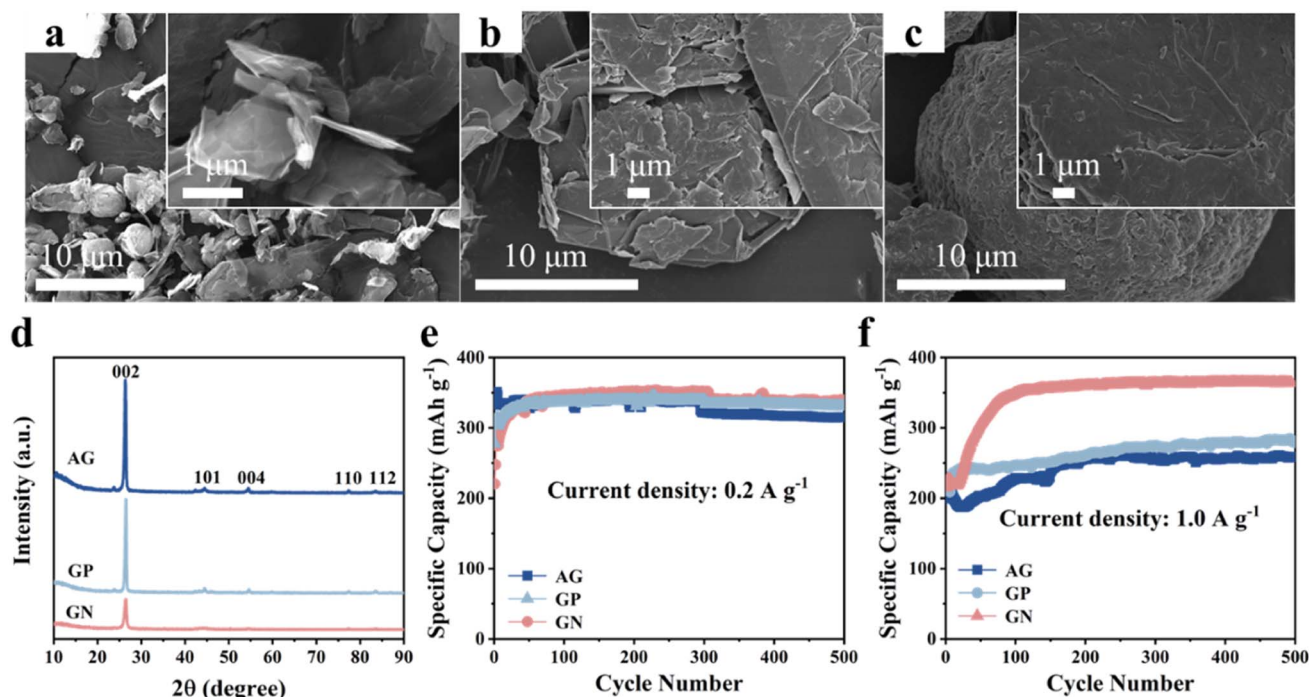 a
1 μm
10 μm
b
1 μm
10 μm
c
1 μm
10 μm
d
Intensity (a.u.)
002
101
004
110 112
AG
GP
GN
10 20 30 40 50 60 70 80 90
2θ (degree)
e
Specific Capacity (mAh g⁻¹)
400
300
200
100
0
Current density: 0.2 A g⁻¹
AG
GP
GN
0 100 200 300 400 500
Cycle Number
f
Specific Capacity (mAh g⁻¹)
400
300
200
100
0
Current density: 1.0 A g⁻¹
AG
GP
GN
0 100 200 300 400 500
Cycle Number